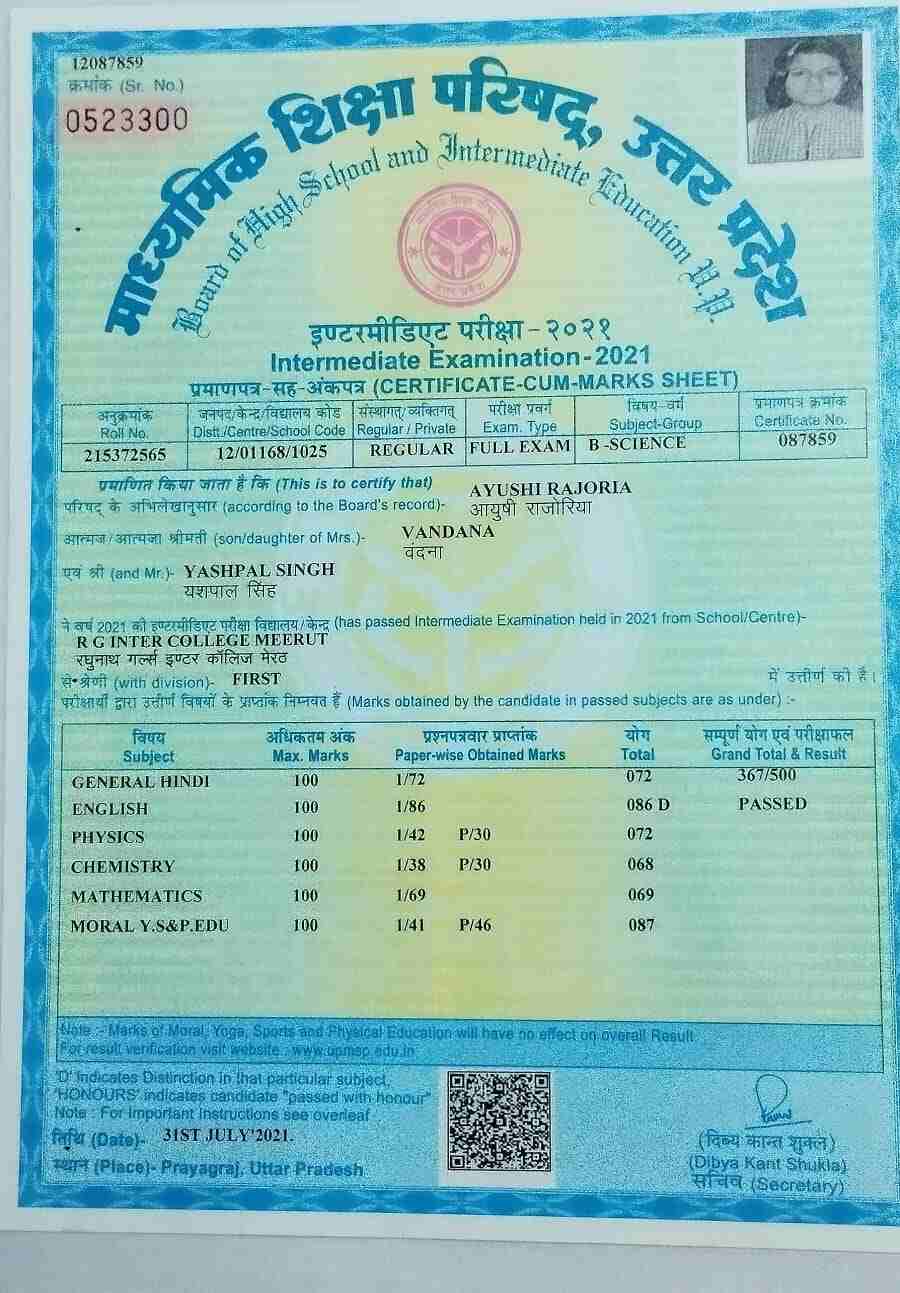 12087859
क्रमांक (Sr. No.)
0523300
माध्यमिक शिक्षा परिषद्, उत्तर प्रदेश
Board of High School and Intermediate Education U.P.
इण्टरमीडिएट परीक्षा - २०२१
Intermediate Examination - 2021
प्रमाणपत्र-सह-अंकपत्र (CERTIFICATE-CUM-MARKS SHEET)
अनुक्रमांक जनपद/केन्द्र/विद्यालय कोड संस्थागत्/व्यक्तिगत् परीक्षा प्रवर्ग विषय-वर्ग प्रमाणपत्र क्रमांक
Roll No. Distt./Centre/School Code Regular / Private Exam. Type Subject-Group Certificate No.
215372565 12/01168/1025 REGULAR FULL EXAM B -SCIENCE 087859
प्रमाणित किया जाता है कि (This is to certify that)
AYUSHI RAJORIA
परिषद् के अभिलेखानुसार (according to the Board's record)- आयुषी राजोरिया
आत्मज/आत्मजा श्रीमती (son/daughter of Mrs.)- VANDANA
वंदना
एवं श्री (and Mr.)- YASHPAL SINGH
यशपाल सिंह
ने वर्ष 2021 की इण्टरमीडिएट परीक्षा विद्यालय/केन्द्र (has passed Intermediate Examination held in 2021 from School/Centre)-
R G INTER COLLEGE MEERUT
रघुनाथ गर्ल्स इण्टर कॉलिज मेरठ
से श्रेणी (with division)- FIRST में उत्तीर्ण की है।
परीक्षार्थी द्वारा उत्तीर्ण विषयों के प्राप्तांक निम्नवत हैं (Marks obtained by the candidate in passed subjects are as under) :-
विषय अधिकतम अंक प्रश्नपत्रवार प्राप्तांक योग सम्पूर्ण योग एवं परीक्षाफल
Subject Max. Marks Paper-wise Obtained Marks Total Grand Total & Result
GENERAL HINDI 100 1/72 072 367/500
ENGLISH 100 1/86 086 D PASSED
PHYSICS 100 1/42 P/30 072
CHEMISTRY 100 1/38 P/30 068
MATHEMATICS 100 1/69 069
MORAL Y.S&P.EDU 100 1/41 P/46 087
Note :- Marks of Moral, Yoga, Sports and Physical Education will have no effect on overall Result.
For result verification visit website : www.upmsp.edu.in
'D' Indicates Distinction in that particular subject,
'HONOURS' indicates candidate "passed with honour"
Note : For Important Instructions see overleaf
तिथि (Date)- 31ST JULY'2021.
स्थान (Place)- Prayagraj, Uttar Pradesh
(दिब्य कान्त शुक्ल)
(Dibya Kant Shukla)
सचिव (Secretary)